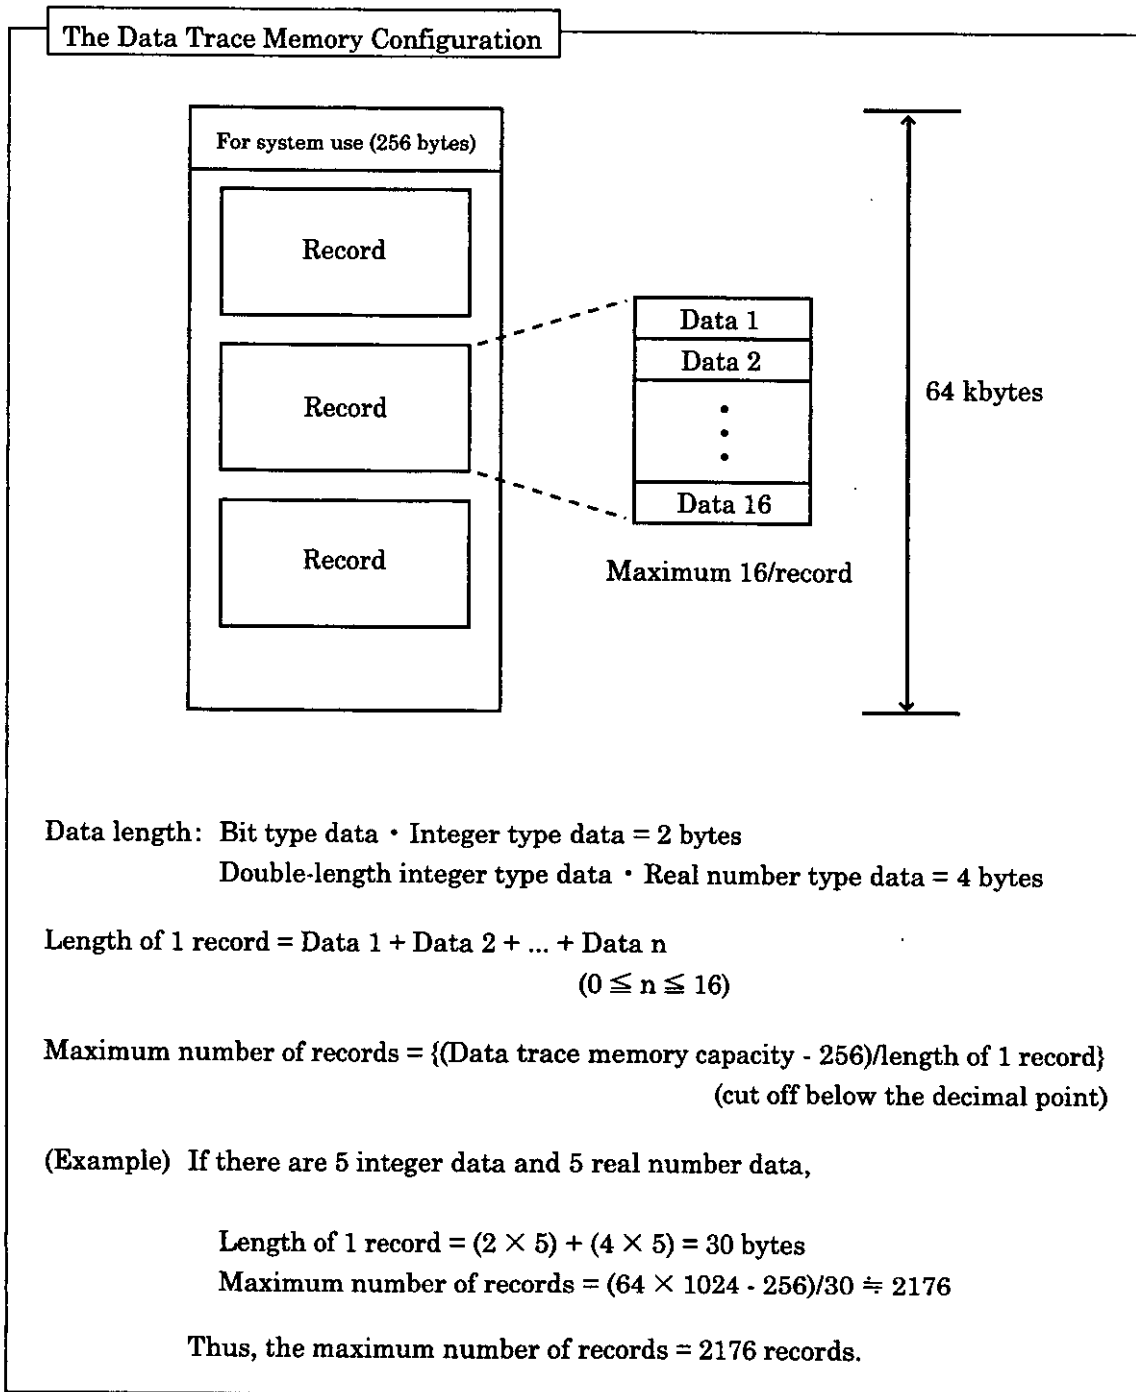 The Data Trace Memory Configuration
For system use (256 bytes)
Record
Record
Record
Data 1
Data 2
Data 16
Maximum 16/record
64 kbytes
Data length: Bit type data・Integer type data = 2 bytes
Double-length integer type data・Real number type data = 4 bytes
Length of 1 record = Data 1 + Data 2 + ... + Data n
(0 ≦ n ≦ 16)
Maximum number of records = {(Data trace memory capacity - 256)/length of 1 record}
(cut off below the decimal point)
(Example) If there are 5 integer data and 5 real number data,
Length of 1 record = (2 × 5) + (4 × 5) = 30 bytes
Maximum number of records = (64 × 1024 - 256)/30 ≒ 2176
Thus, the maximum number of records = 2176 records.